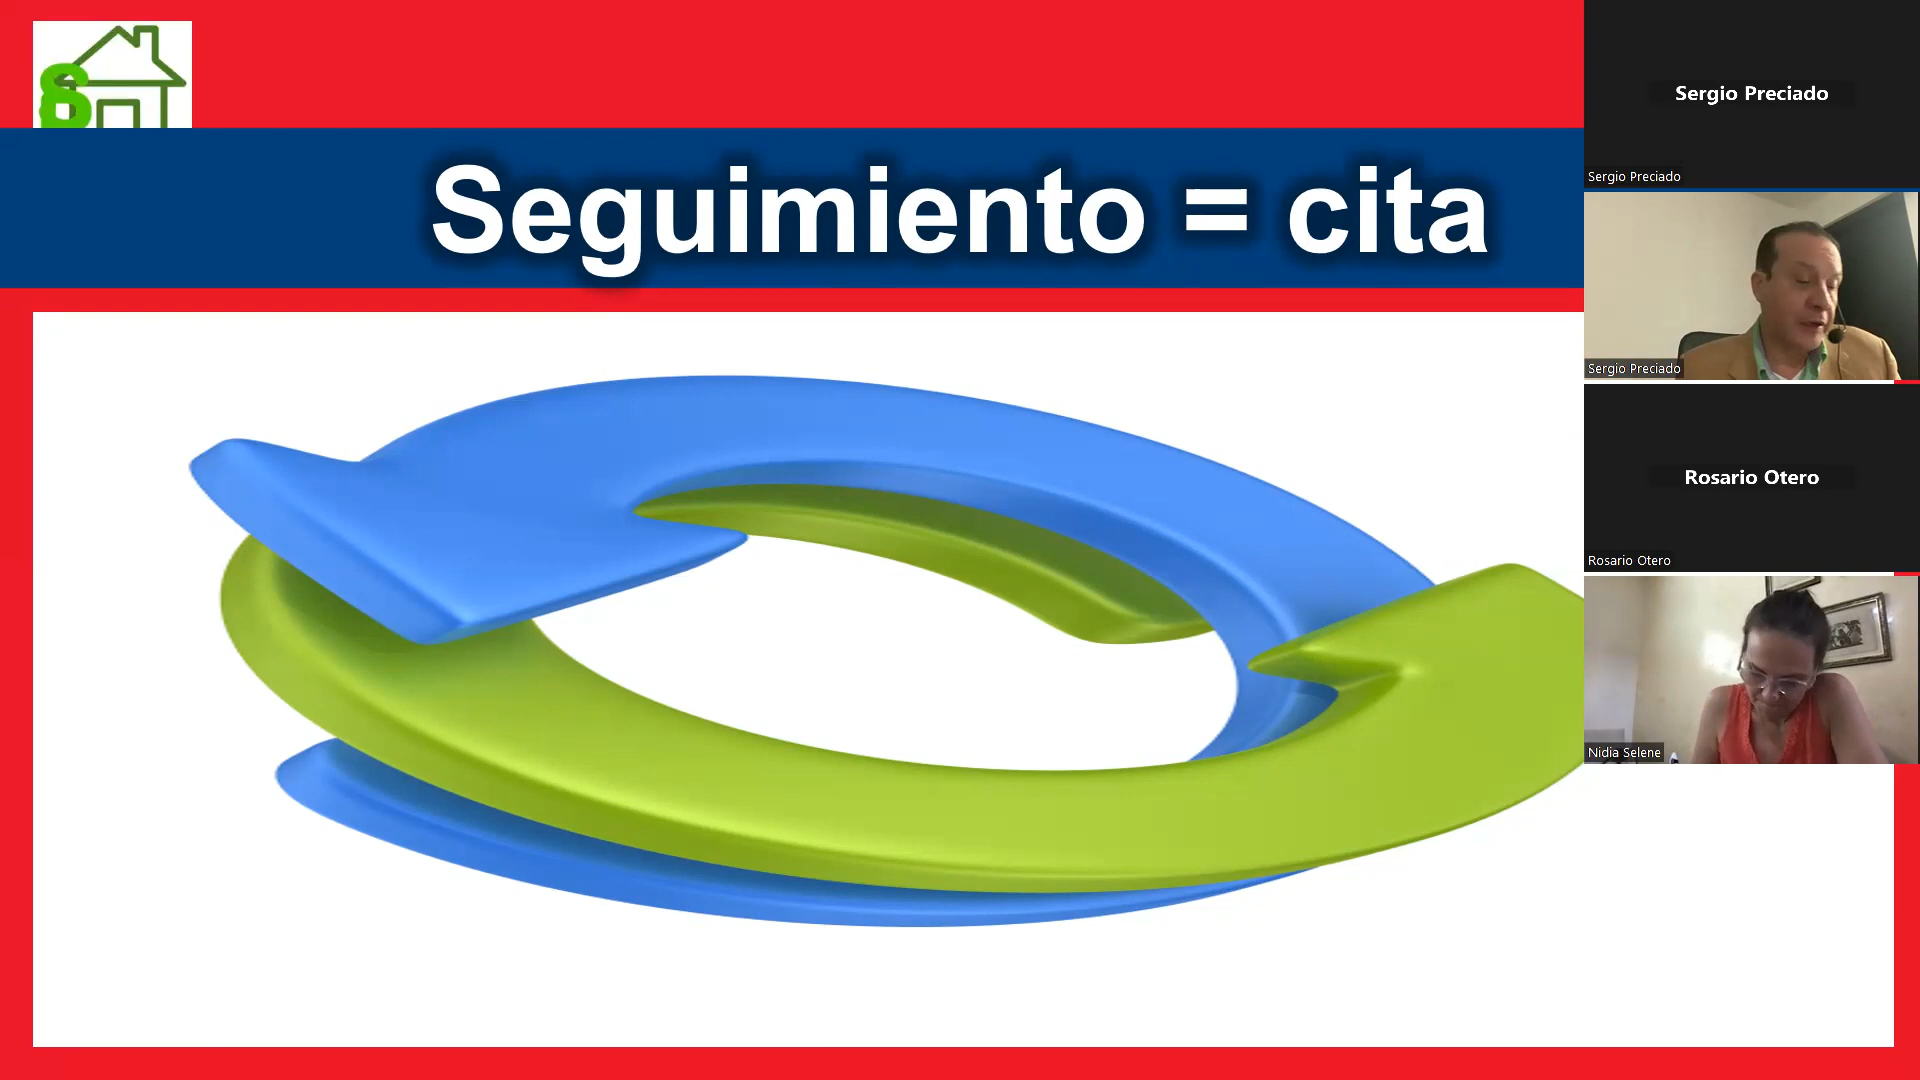 Seguimiento = cita
Sergio Preciado
Sergio Preciado
Sergio Preciado
Rosario Otero
Rosario Otero
Nidia Selene